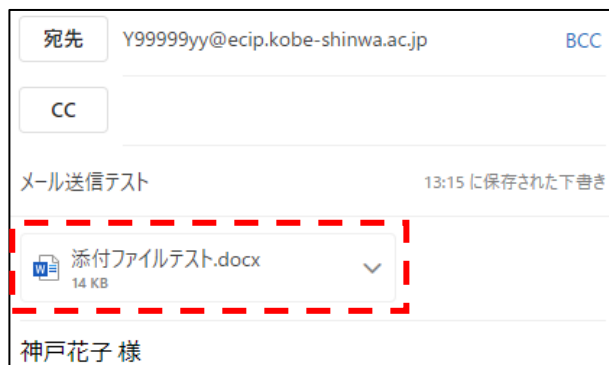 宛先 Y99999yy@ecip.kobe-shinwa.ac.jp BCC
CC
メール送信テスト 13:15 に保存された下書き
添付ファイルテスト.docx
14 KB
神戸花子 様